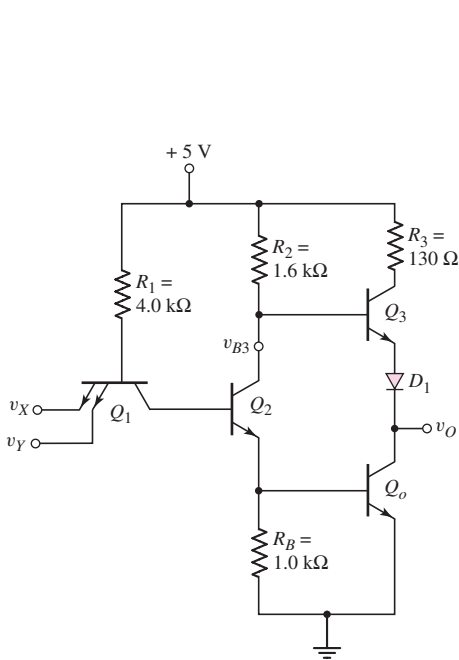 + 5 V
R1 =
4.0 kΩ
R2 =
1.6 kΩ
R3 =
130 Ω
Q3
vB3
D1
vX
Q1
Q2
vO
vY
Qo
RB =
1.0 kΩ